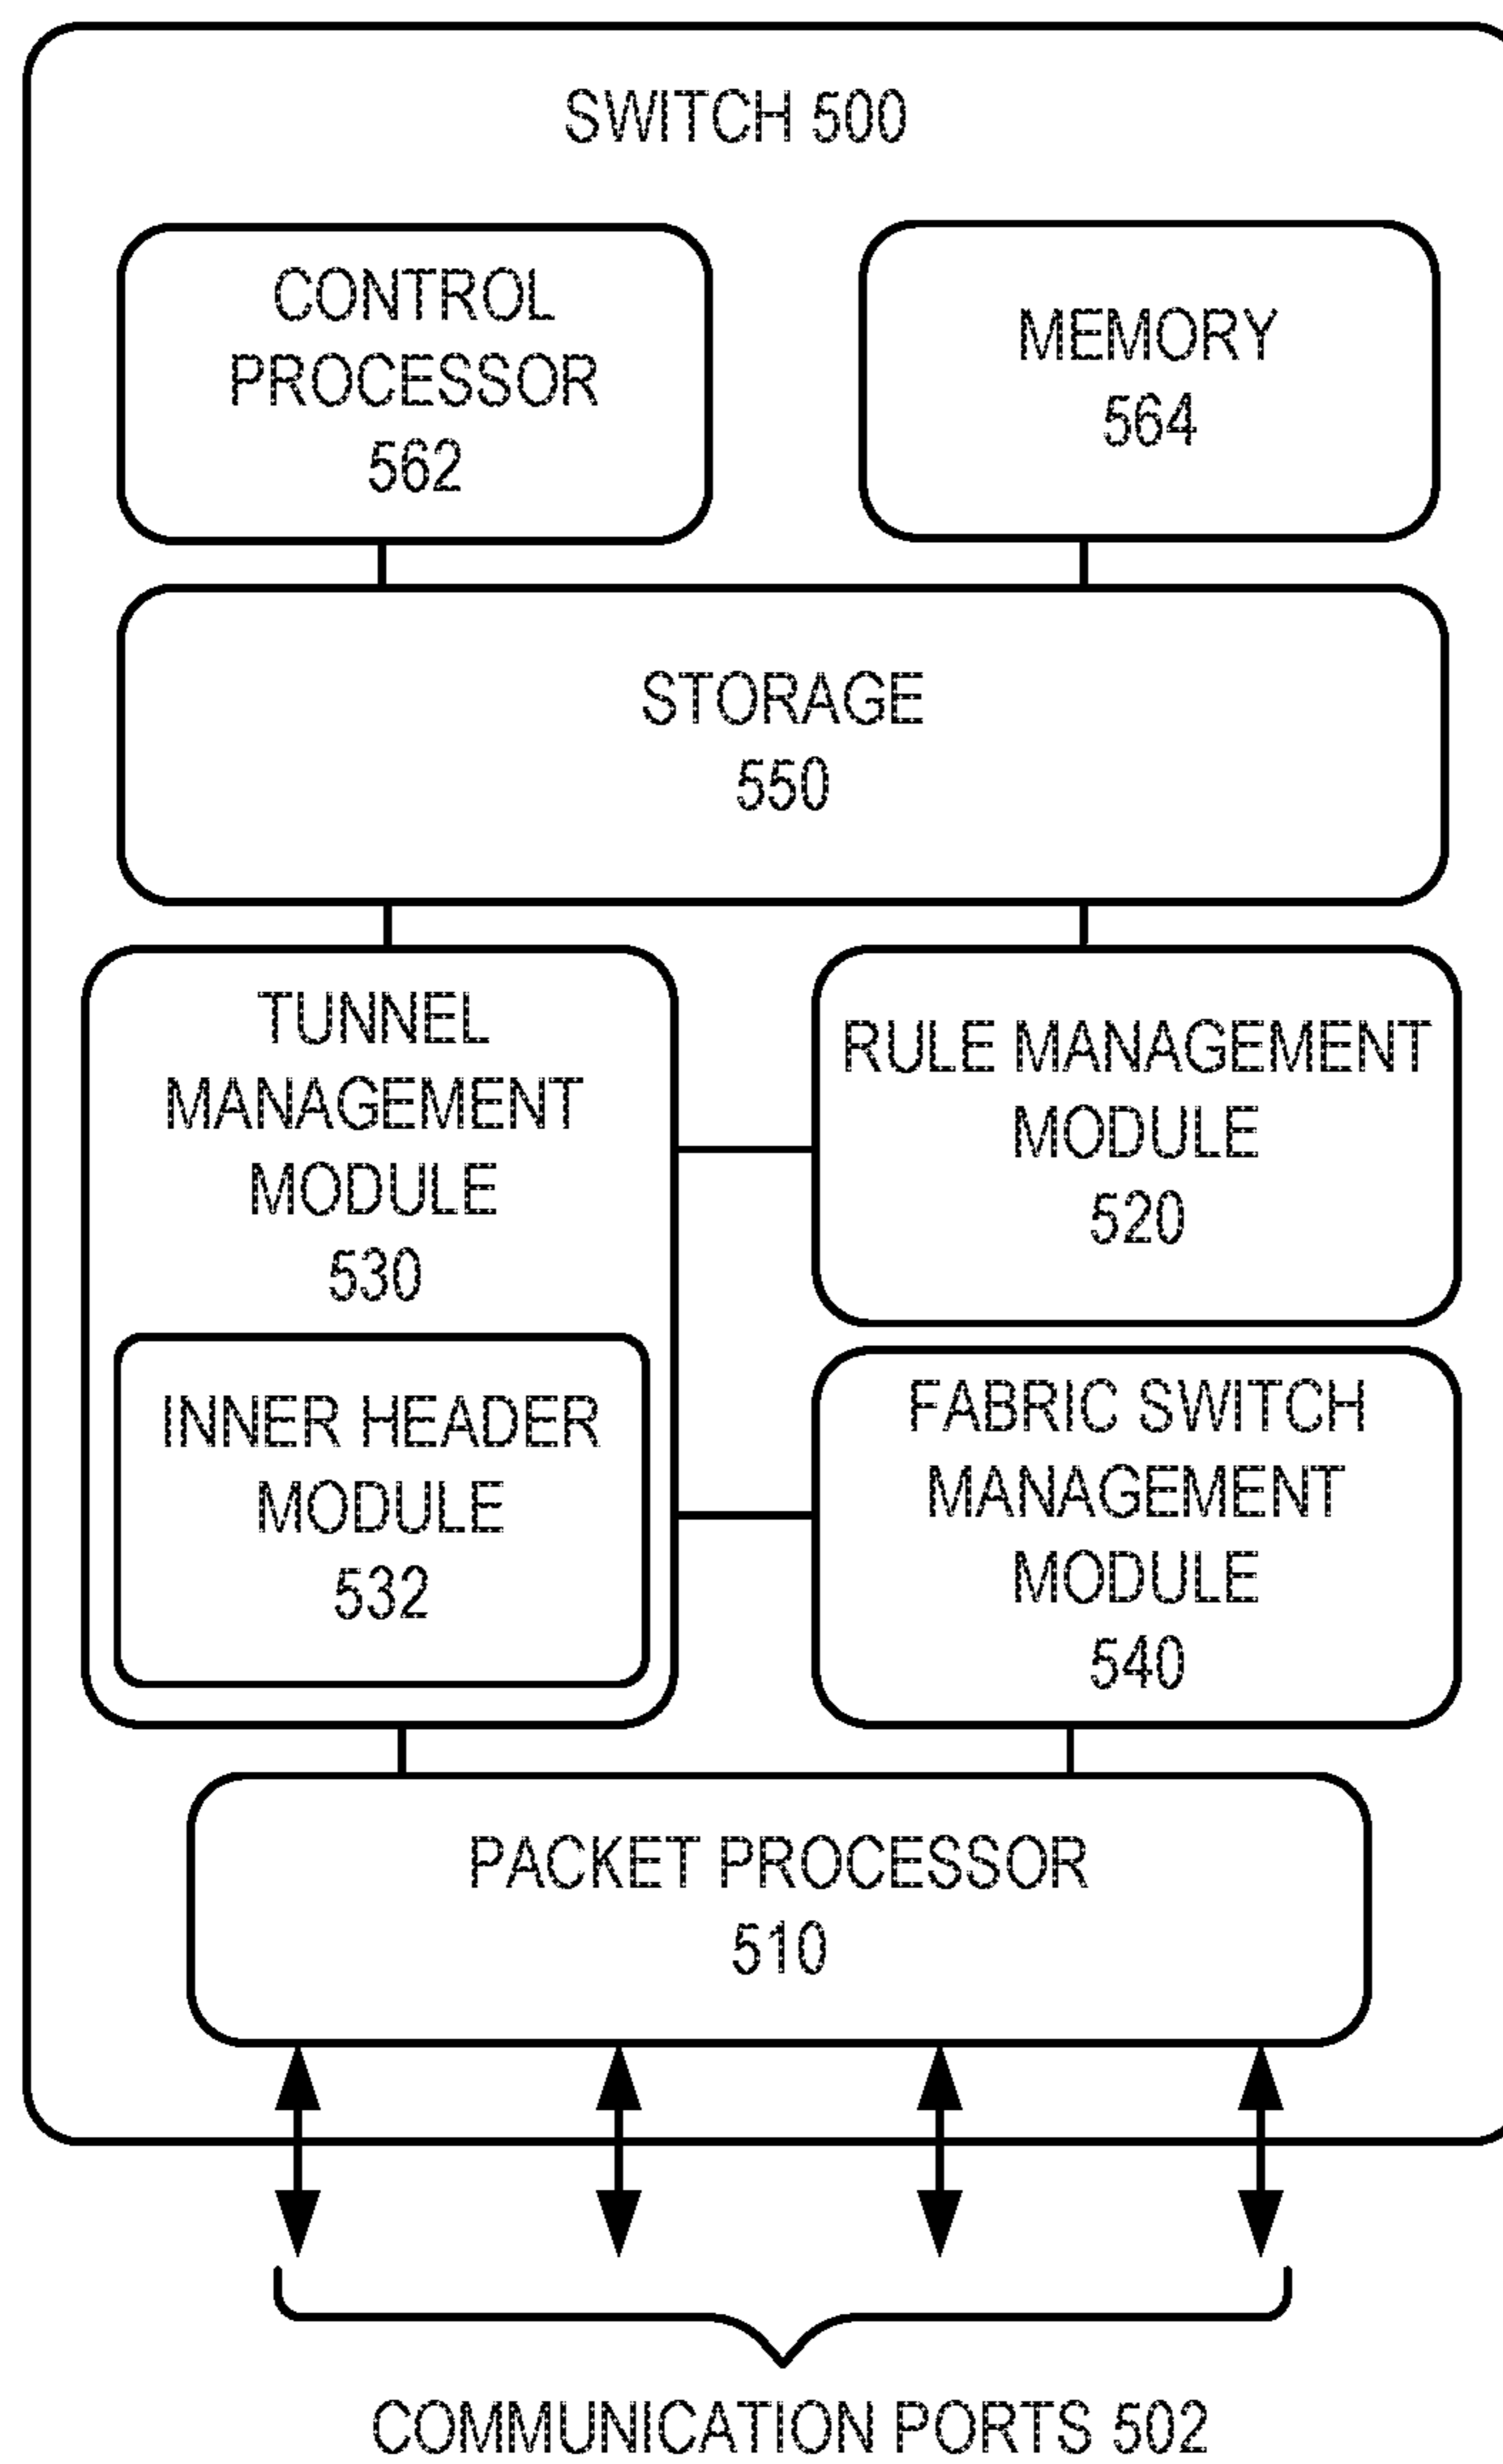 SWITCH 500
CONTROL
PROCESSOR
562
MEMORY
564
STORAGE
550
TUNNEL
MANAGEMENT
MODULE
530
RULE MANAGEMENT
MODULE
520
INNER HEADER
MODULE
532
FABRIC SWITCH
MANAGEMENT
MODULE
540
PACKET PROCESSOR
510
COMMUNICATION PORTS 502